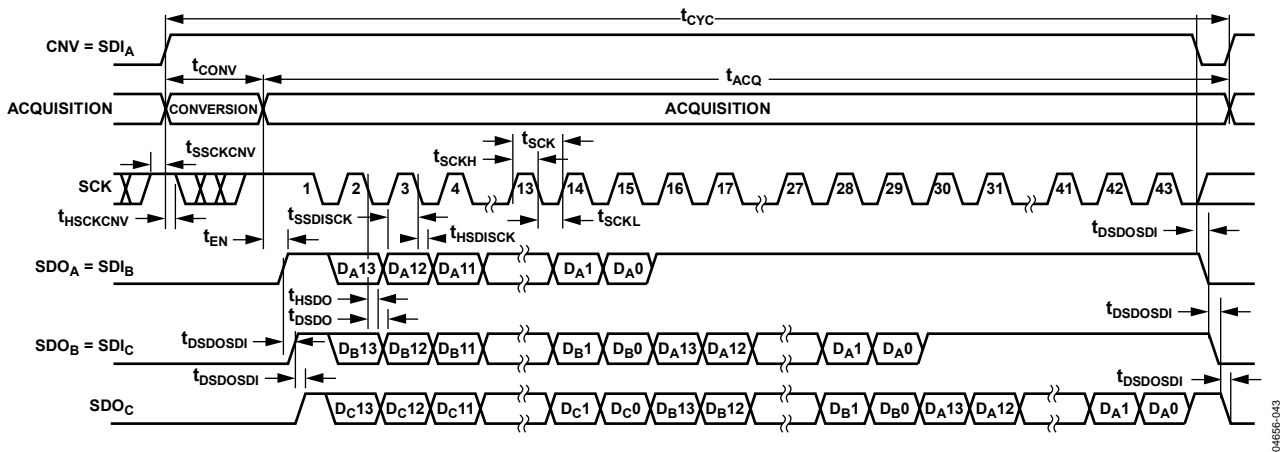 tCYC
CNV = SDIA
tCONV
tACQ
ACQUISITION
CONVERSION
ACQUISITION
tSSCKCNV
tSCK
tSCKH
SCK
1 2 3 4 13 14 15 16 17 27 28 29 30 31 41 42 43
tHSCKCNV
tSSDISCK
tSCKL
tEN
tHSDISCK
tDSDOSDI
SDOA = SDIB
DA13 DA12 DA11 DA1 DA0
tHSDO
tDSDO
tDSDOSDI
tDSDOSDI
SDOB = SDIC
DB13 DB12 DB11 DB1 DB0 DA13 DA12 DA1 DA0
tDSDOSDI
tDSDOSDI
SDOC
DC13 DC12 DC11 DC1 DC0 DB13 DB12 DB1 DB0 DA13 DA12 DA1 DA0
04656-043